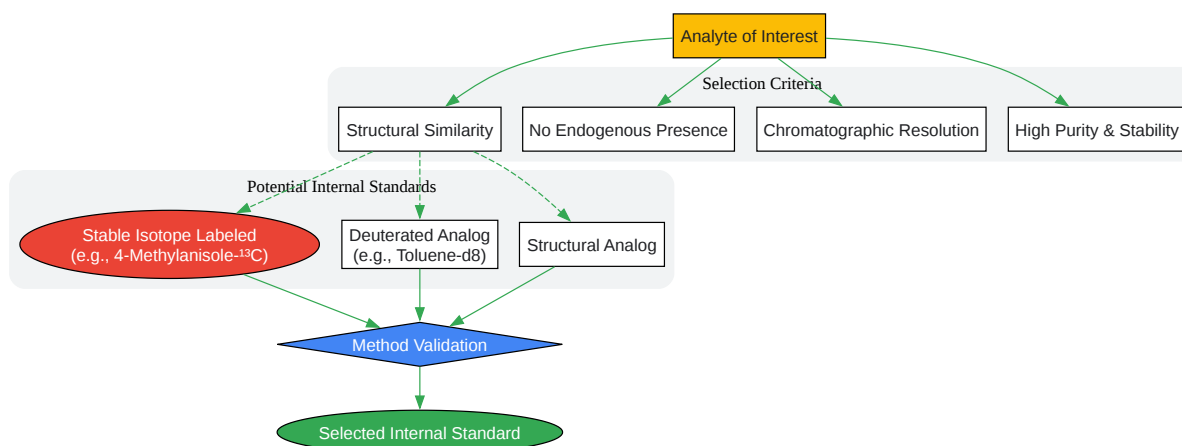 Analyte of Interest
Selection Criteria
Structural Similarity
No Endogenous Presence
Chromatographic Resolution
High Purity & Stability
Potential Internal Standards
Stable Isotope Labeled
(e.g., 4-Methylanisole-¹³C)
Deuterated Analog
(e.g., Toluene-d8)
Structural Analog
Method Validation
Selected Internal Standard